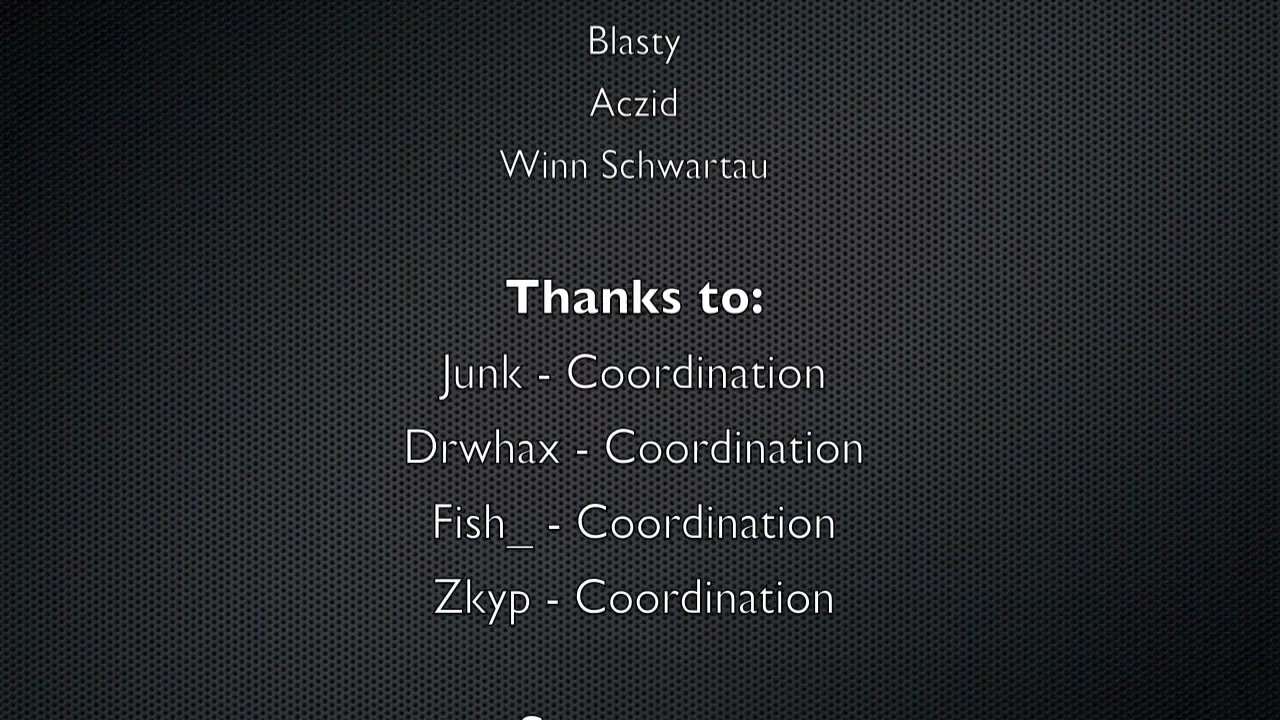 Blasty
Aczid
Winn Schwartau
Thanks to:
Junk - Coordination
Drwhax - Coordination
Fish_ - Coordination
Zkyp - Coordination